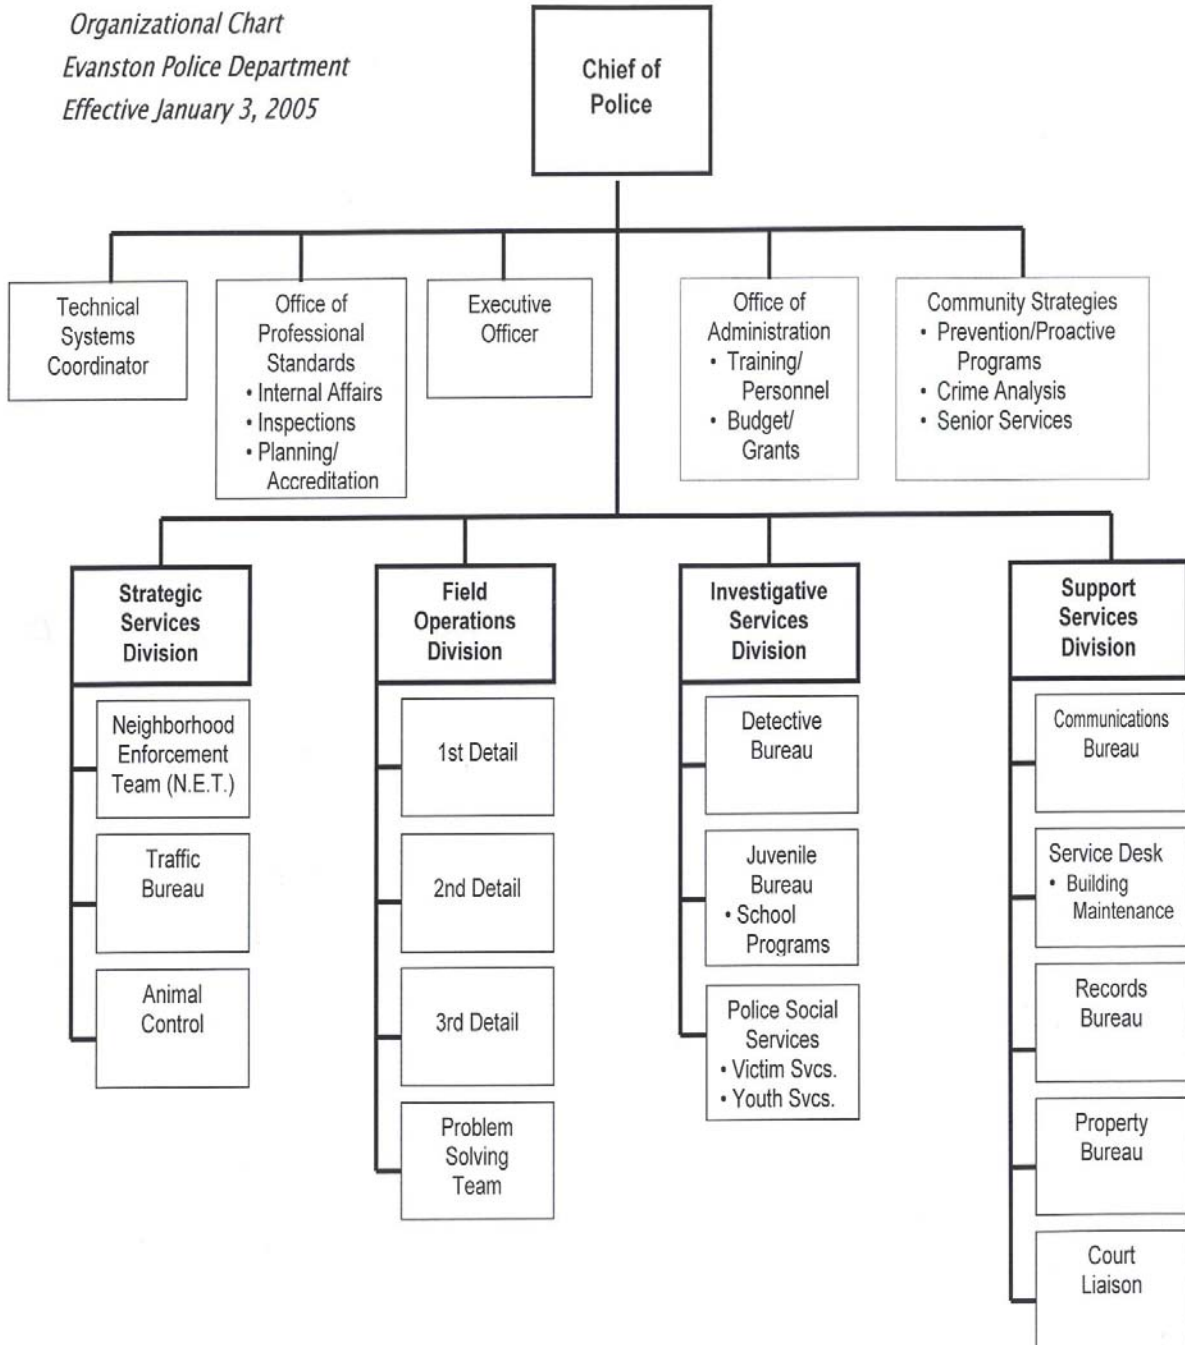 Organizational Chart
Evanston Police Department
Effective January 3, 2005
Chief of
Police
Technical
Systems
Coordinator
Office of
Professional
Standards
• Internal Affairs
• Inspections
• Planning/
Accreditation
Executive
Officer
Office of
Administration
• Training/
Personnel
• Budget/
Grants
Community Strategies
• Prevention/Proactive
Programs
• Crime Analysis
• Senior Services
Strategic
Services
Division
Neighborhood
Enforcement
Team (N.E.T.)
Traffic
Bureau
Animal
Control
Field
Operations
Division
1st Detail
2nd Detail
3rd Detail
Problem
Solving
Team
Investigative
Services
Division
Detective
Bureau
Juvenile
Bureau
• School
Programs
Police Social
Services
• Victim Svcs.
• Youth Svcs.
Support
Services
Division
Communications
Bureau
Service Desk
• Building
Maintenance
Records
Bureau
Property
Bureau
Court
Liaison